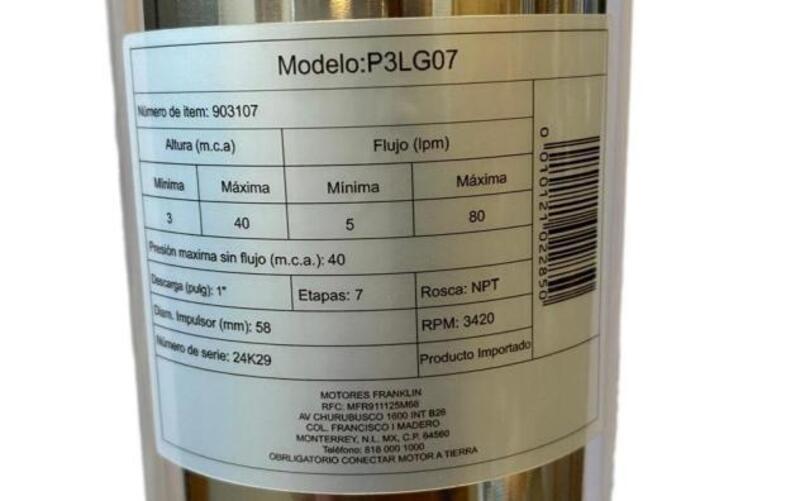 Modelo:P3LG07
Número de item: 903107
Altura (m.c.a) Flujo (lpm)
Mínima Máxima Mínima Máxima
3 40 5 80
Presión maxima sin flujo (m.c.a.): 40
Descarga (pulg): 1" Etapas: 7 Rosca: NPT
Diam. Impulsor (mm): 58 RPM: 3420
Número de serie: 24K29 Producto Importado
0 010121 022850
MOTORES FRANKLIN
RFC: MFR911125M68
AV CHURUBUSCO 1600 INT B26
COL. FRANCISCO I MADERO
MONTERREY, N.L. MX, C.P. 64560
Teléfono: 818 000 1000
OBLIGATORIO CONECTAR MOTOR A TIERRA